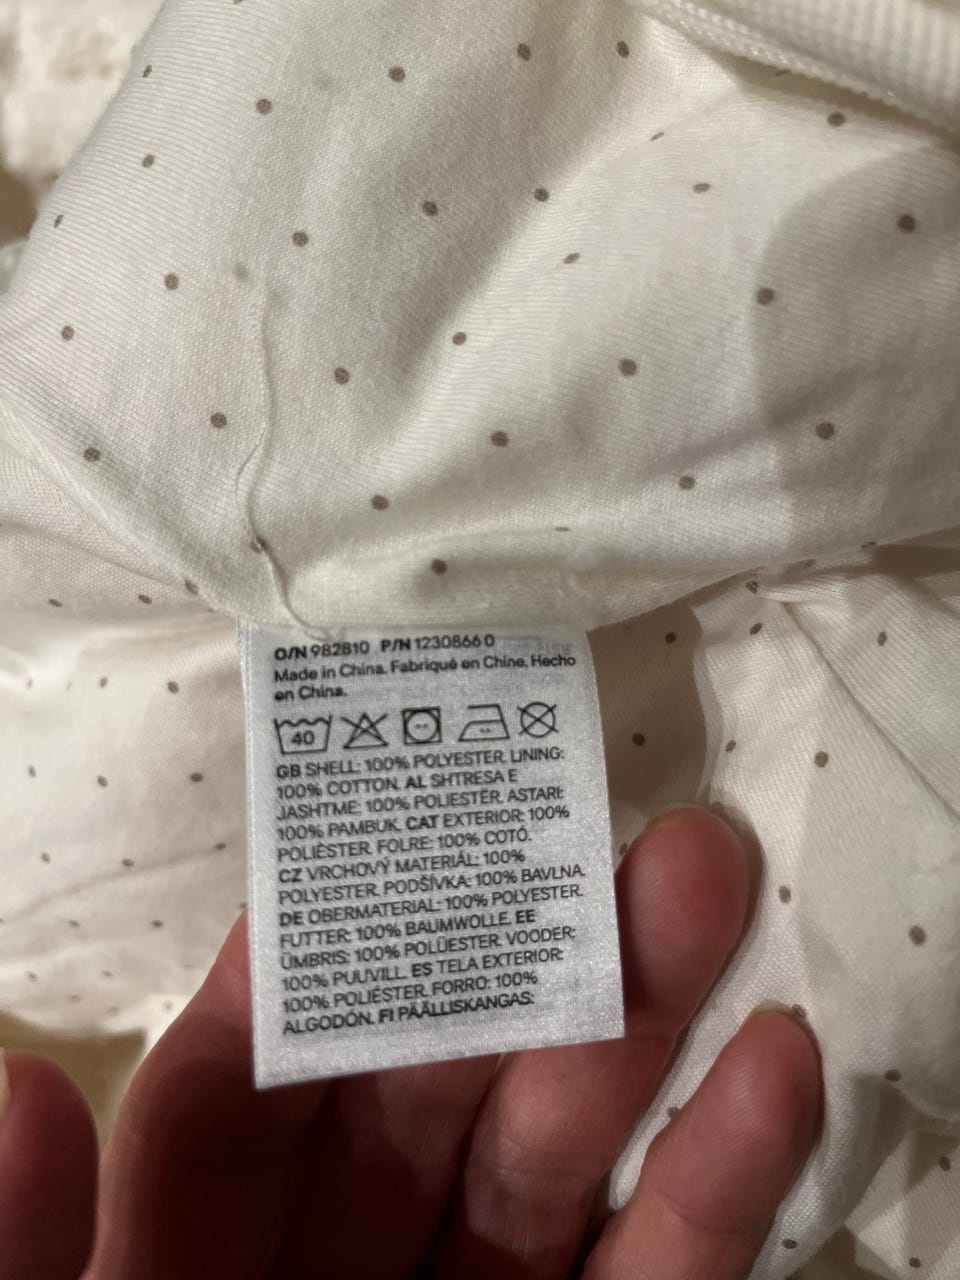 O/N 982810 P/N 1230866 0
Made in China. Fabriqué en Chine. Hecho
en China.
40
GB SHELL: 100% POLYESTER. LINING:
100% COTTON. AL SHTRESA E
JASHTME: 100% POLIESTËR. ASTARI:
100% PAMBUK. CAT EXTERIOR: 100%
POLIÈSTER. FOLRE: 100% COTÓ.
CZ VRCHOVÝ MATERIÁL: 100%
POLYESTER. PODŠÍVKA: 100% BAVLNA.
DE OBERMATERIAL: 100% POLYESTER.
FUTTER: 100% BAUMWOLLE. EE
ÜMBRIS: 100% POLÜESTER. VOODER:
100% PUUVILL. ES TELA EXTERIOR:
100% POLIÉSTER. FORRO: 100%
ALGODÓN. FI PÄÄLLISKANGAS: